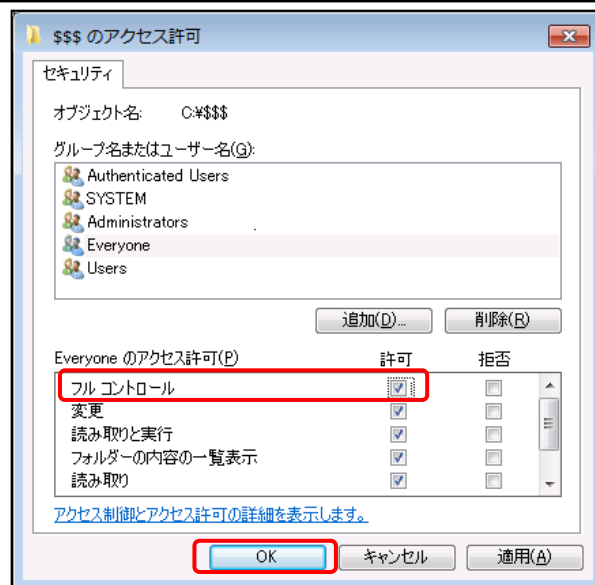 $$$ のアクセス許可
セキュリティ
オブジェクト名: C:¥$$$
グループ名またはユーザー名(G):
Authenticated Users
SYSTEM
Administrators
Everyone
Users
追加(D)... 削除(R)
Everyone のアクセス許可(P) 許可 拒否
フル コントロール
変更
読み取りと実行
フォルダーの内容の一覧表示
読み取り
アクセス制御とアクセス許可の詳細を表示します。
OK キャンセル 適用(A)